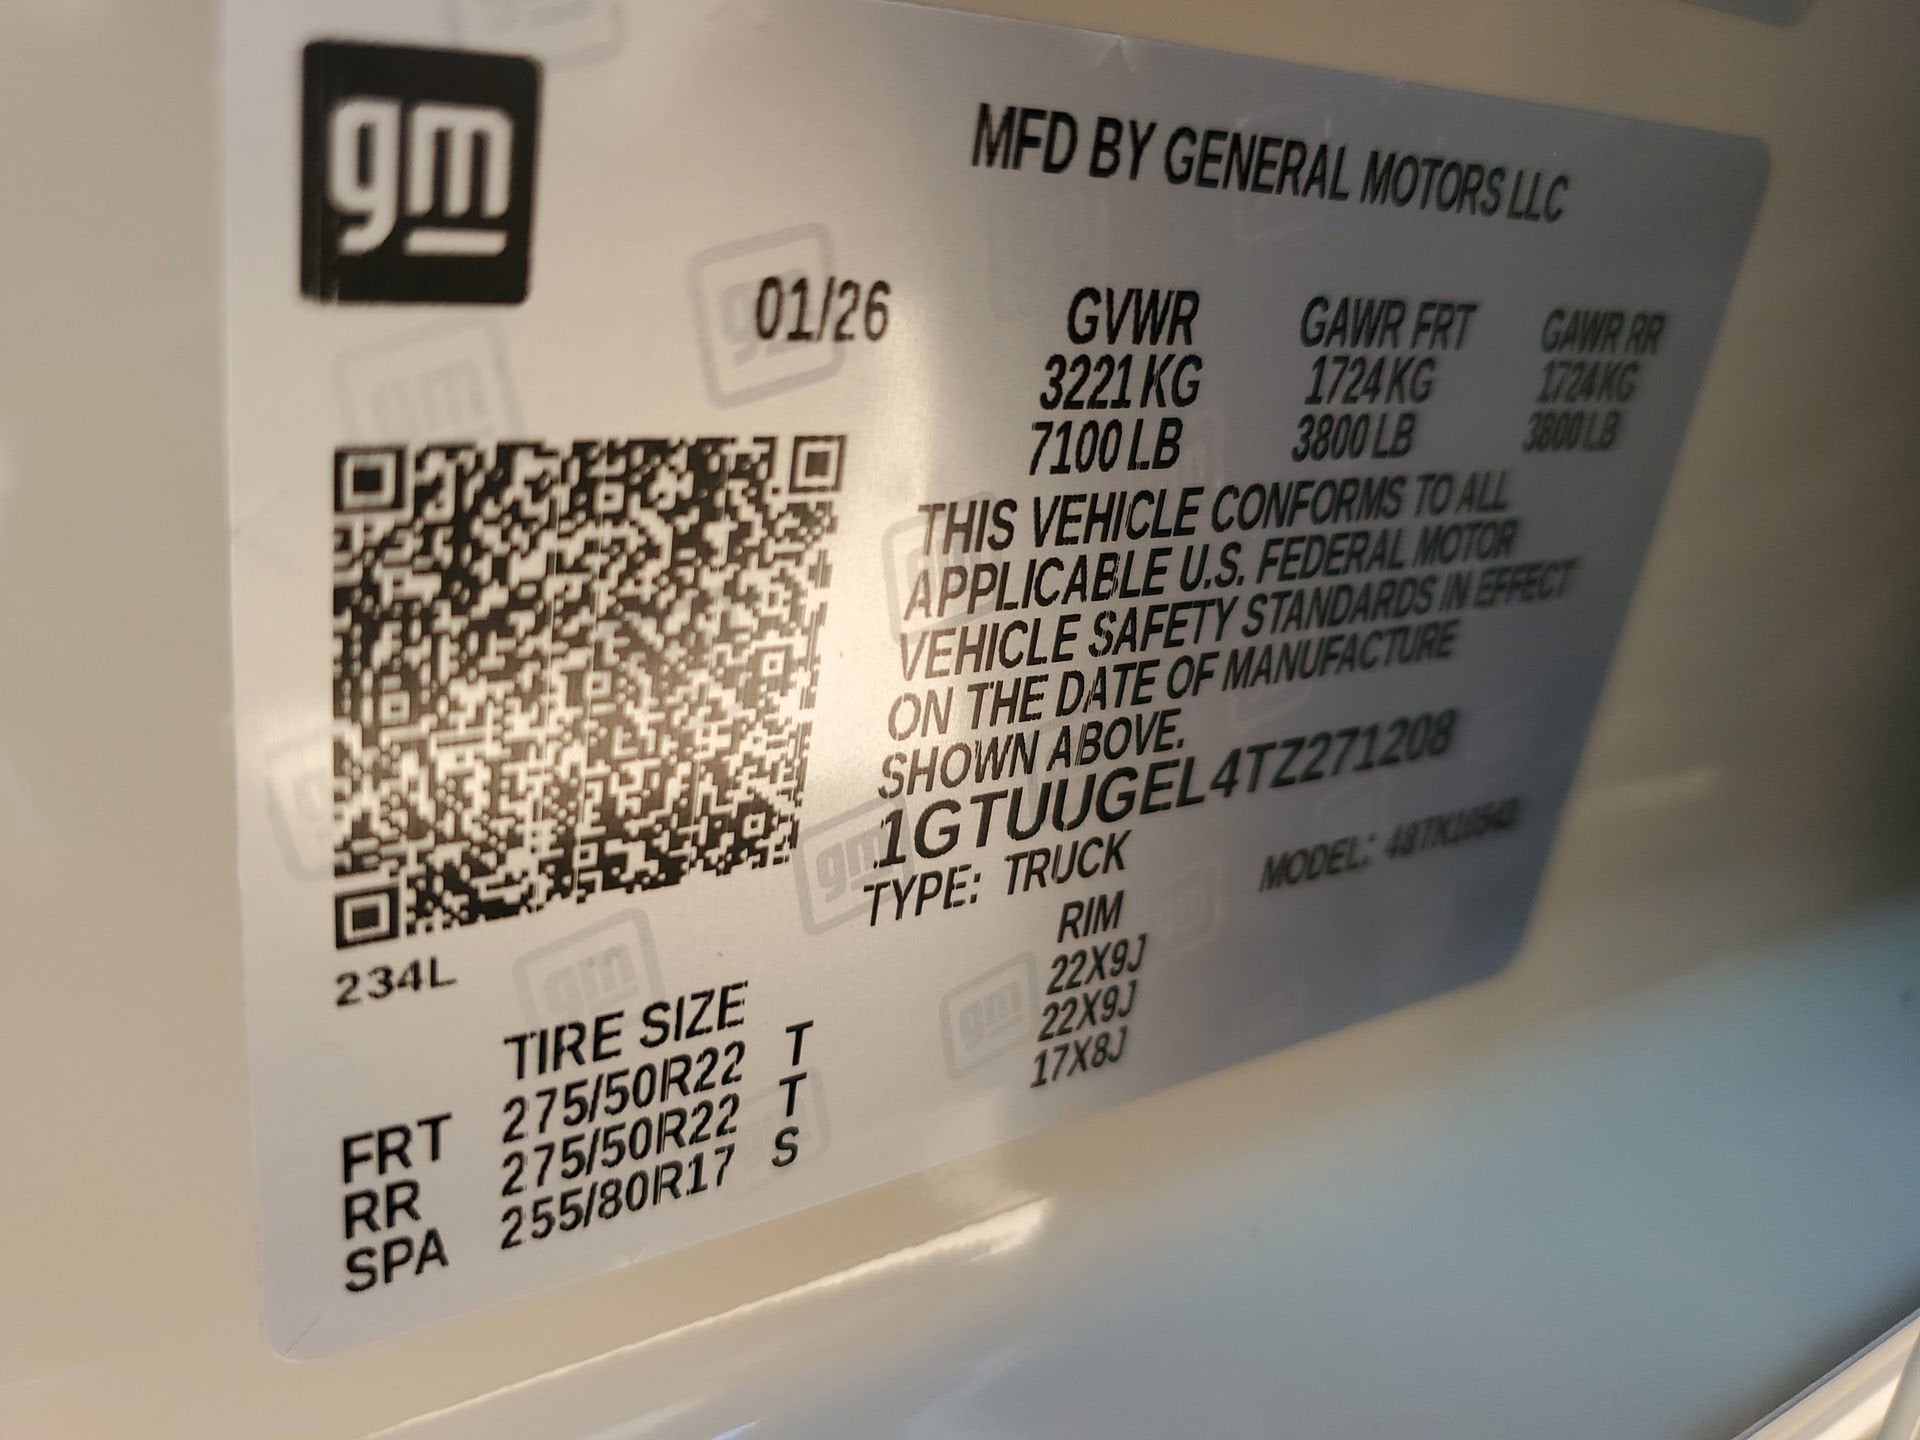 gm
MFD BY GENERAL MOTORS LLC
01/26 GVWR GAWR FRT GAWR RR
3221 KG 1724 KG 1724 KG
7100 LB 3800 LB 3800 LB
THIS VEHICLE CONFORMS TO ALL
APPLICABLE U.S. FEDERAL MOTOR
VEHICLE SAFETY STANDARDS IN EFFECT
ON THE DATE OF MANUFACTURE
SHOWN ABOVE.
1GTUUGEL4TZ271208
TYPE: TRUCK MODEL:
234L
TIRE SIZE RIM
FRT 275/50R22 T 22X9J
RR 275/50R22 T 22X9J
SPA 255/80R17 S 17X8J